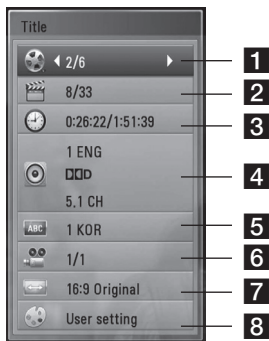 Title
2/6
1
8/33
2
0:26:22/1:51:39
3
1 ENG
DD D
5.1 CH
4
ABC
1 KOR
5
1/1
6
16:9 Original
7
User setting
8